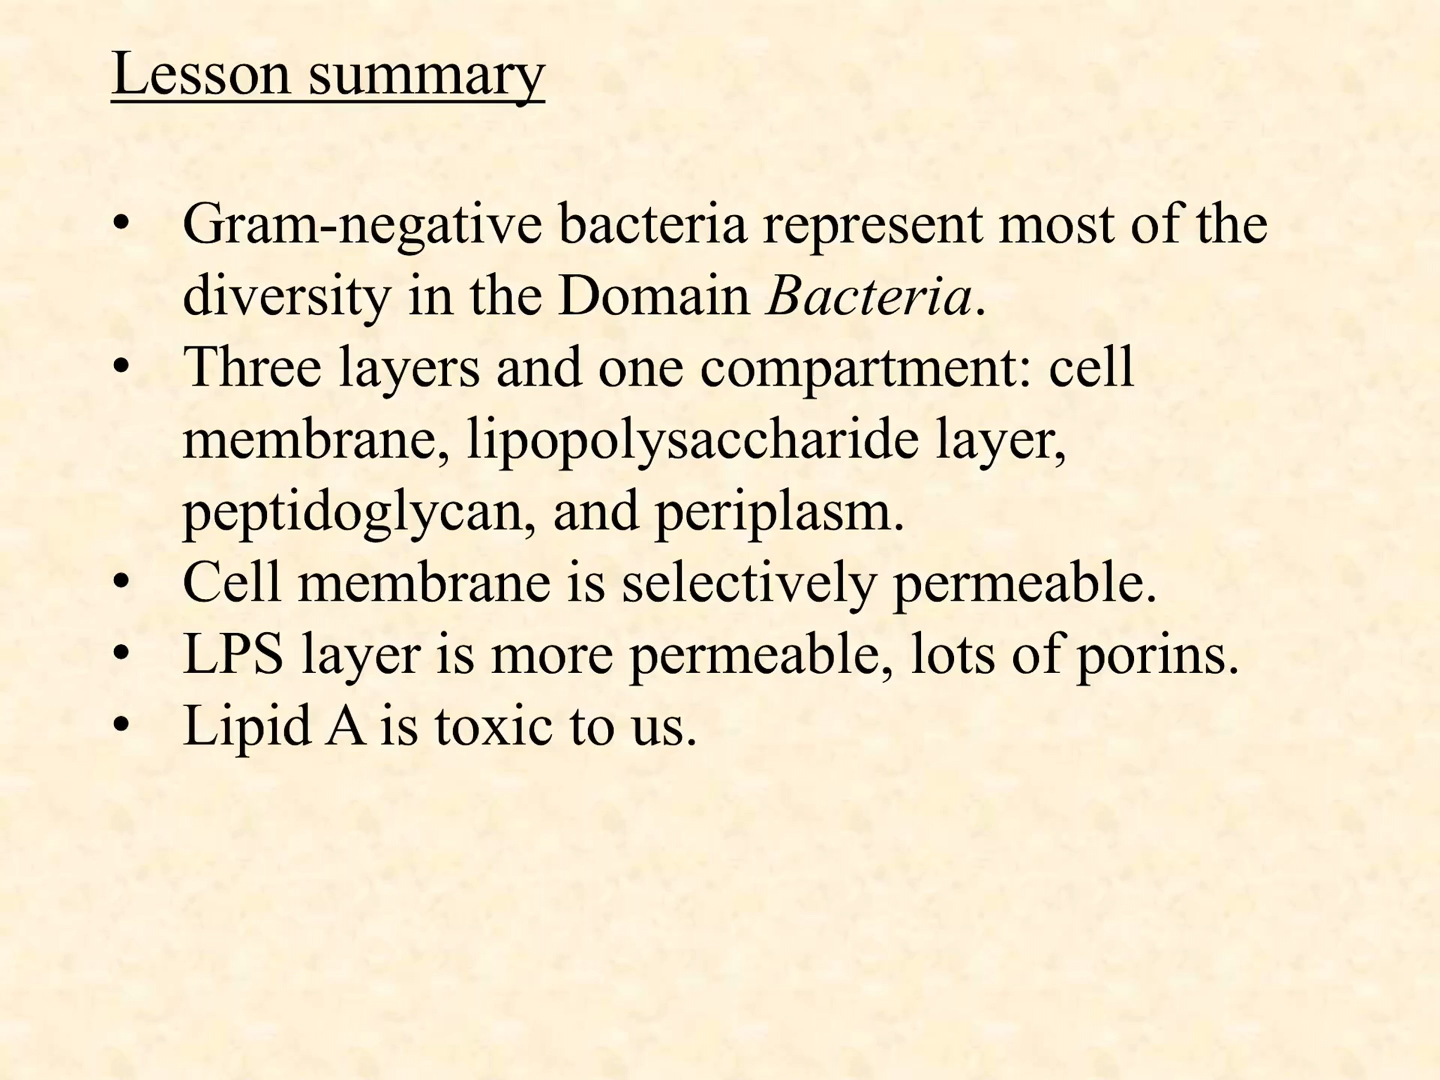 Lesson summary
• Gram-negative bacteria represent most of the
diversity in the Domain Bacteria.
• Three layers and one compartment: cell
membrane, lipopolysaccharide layer,
peptidoglycan, and periplasm.
• Cell membrane is selectively permeable.
• LPS layer is more permeable, lots of porins.
• Lipid A is toxic to us.